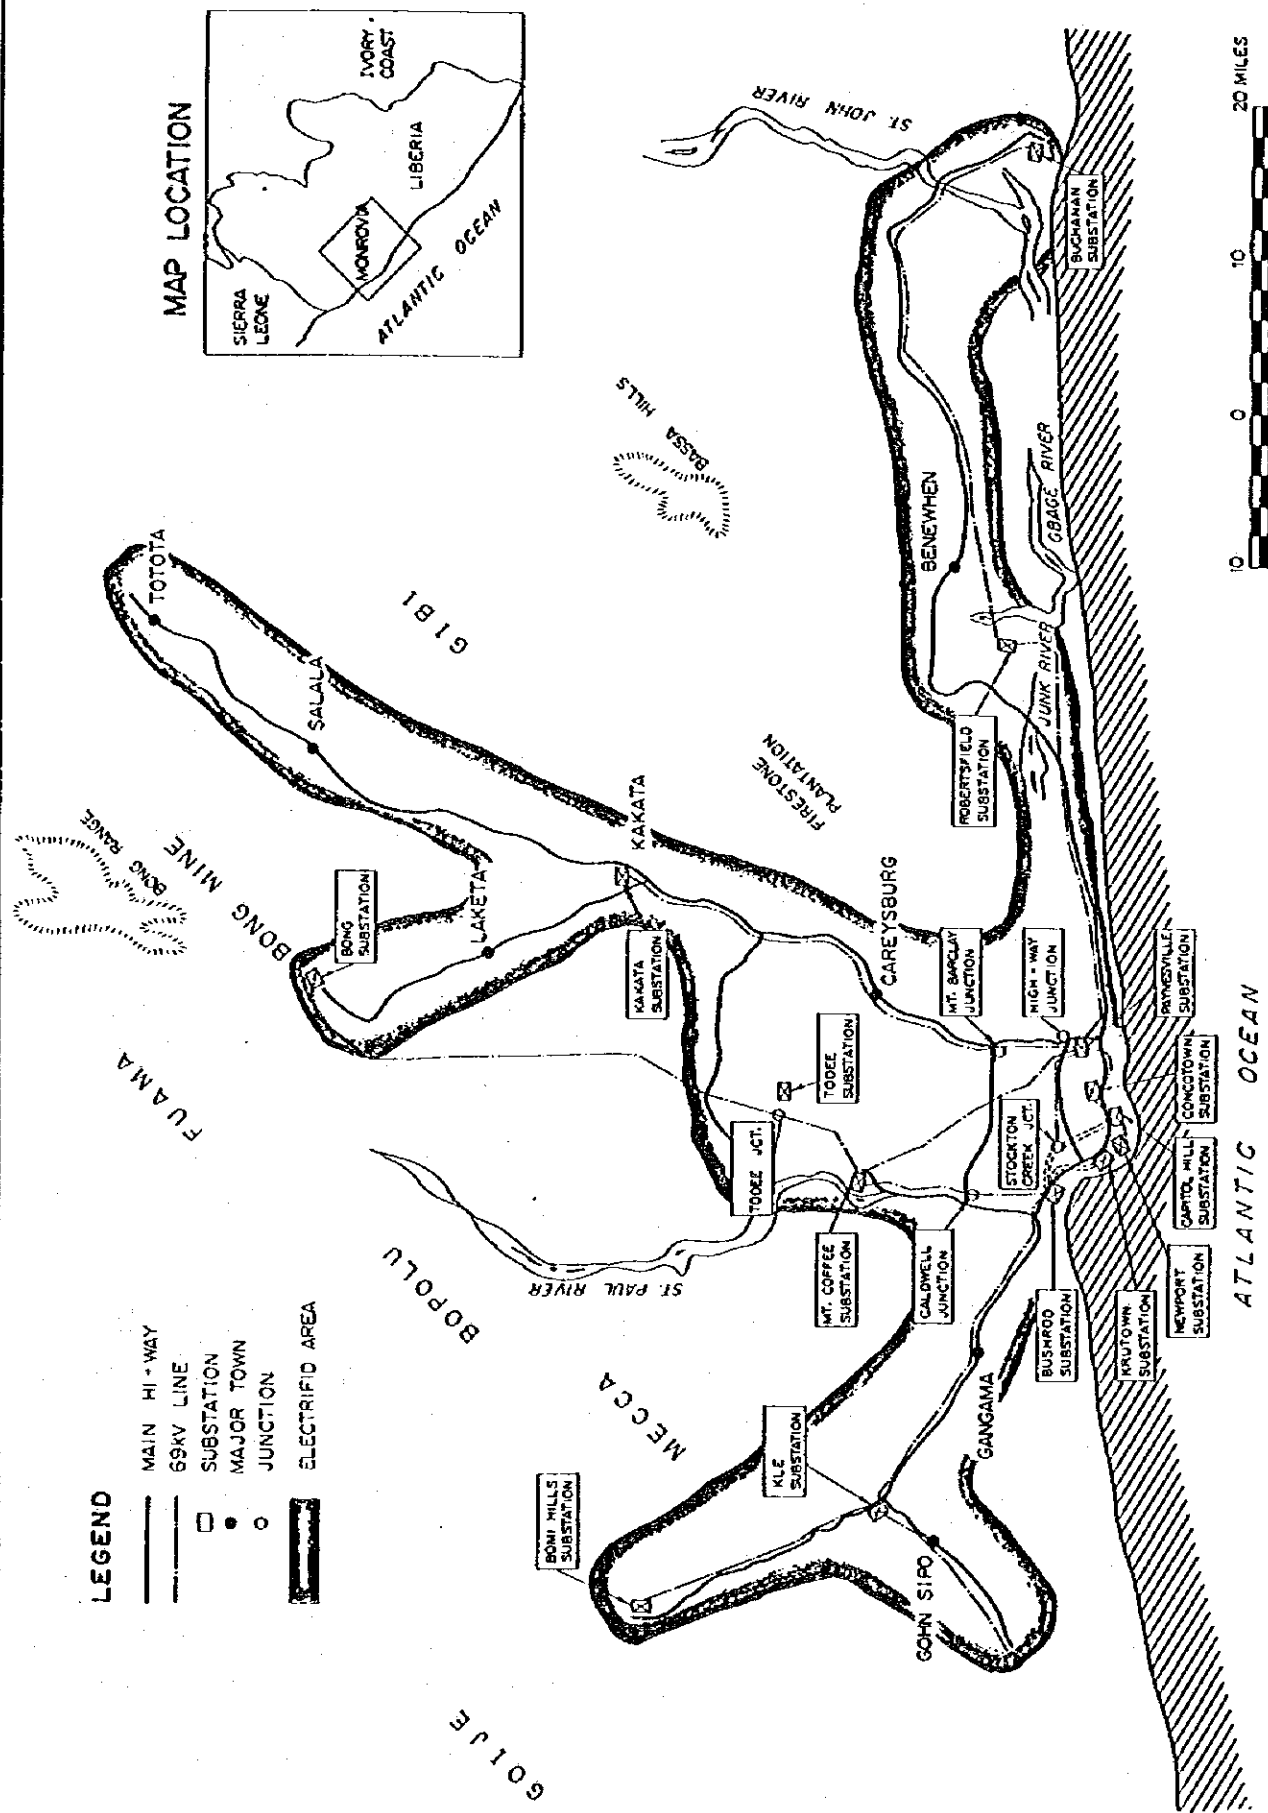 LEGEND
MAIN HI-WAY
69KV LINE
SUBSTATION
MAJOR TOWN
JUNCTION
ELECTRIFID AREA
MAP LOCATION
SIERRA
LEONE
IVORY
COAST
LIBERIA
MONROVIA
ATLANTIC OCEAN
GOIJE
MECCA
BOPOLU
FUAMA
BONG MINE
BONG RANGE
GIBI
BASSA HILLS
FIRESTONE
PLANTATION
ST. PAUL RIVER
ST. JOHN RIVER
JUNK RIVER
GBAGE RIVER
TOTOTA
SALALA
KAKATA
LAKETA
CAREYSBURG
BENEWHEN
GANGAMA
GOHN SIPO
BOMI HILLS
SUBSTATION
KLE
SUBSTATION
BONG
SUBSTATION
KAKATA
SUBSTATION
TODEE
SUBSTATION
TODEE JCT.
MT. COFFEE
SUBSTATION
CALDWELL
JUNCTION
STOCKTON
CREEK JCT.
MT. BARCLAY
JUNCTION
HIGH-WAY
JUNCTION
ROBERTSFIELD
SUBSTATION
BUCHANAN
SUBSTATION
BUSHROD
SUBSTATION
KRUTOWN
SUBSTATION
NEWPORT
SUBSTATION
CAPITOL HILL
SUBSTATION
CONGOTOWN
SUBSTATION
PAYNESVILLE
SUBSTATION
ATLANTIC OCEAN
10 0 10 20 MILES